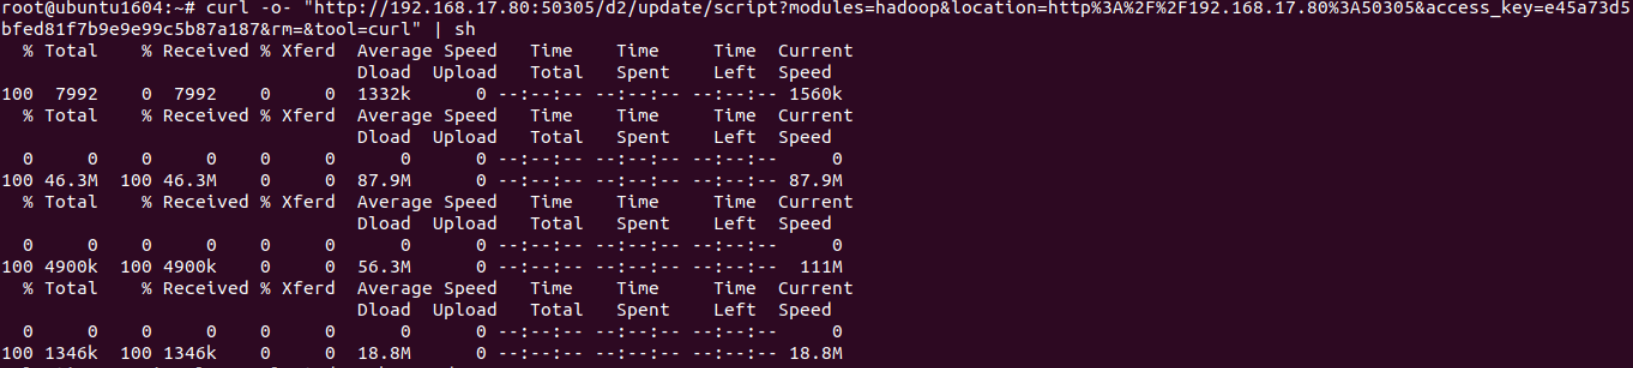 root@ubuntu1604:~# curl -o- "http://192.168.17.80:50305/d2/update/script?modules=hadoop&location=http%3A%2F%2F192.168.17.80%3A50305&access_key=e45a73d5
bfed81f7b9e9e99c5b87a187&rm=&tool=curl" | sh
  % Total    % Received % Xferd  Average Speed   Time    Time     Time  Current
                                 Dload  Upload   Total   Spent    Left  Speed
100  7992    0  7992    0     0  1332k      0 --:--:-- --:--:-- --:--:-- 1560k
  % Total    % Received % Xferd  Average Speed   Time    Time     Time  Current
                                 Dload  Upload   Total   Spent    Left  Speed
  0     0    0     0    0     0      0      0 --:--:-- --:--:-- --:--:--     0
100 46.3M  100 46.3M    0     0  87.9M      0 --:--:-- --:--:-- --:--:-- 87.9M
  % Total    % Received % Xferd  Average Speed   Time    Time     Time  Current
                                 Dload  Upload   Total   Spent    Left  Speed
  0     0    0     0    0     0      0      0 --:--:-- --:--:-- --:--:--     0
100 4900k  100 4900k    0     0  56.3M      0 --:--:-- --:--:-- --:--:--  111M
  % Total    % Received % Xferd  Average Speed   Time    Time     Time  Current
                                 Dload  Upload   Total   Spent    Left  Speed
  0     0    0     0    0     0      0      0 --:--:-- --:--:-- --:--:--     0
100 1346k  100 1346k    0     0  18.8M      0 --:--:-- --:--:-- --:--:-- 18.8M